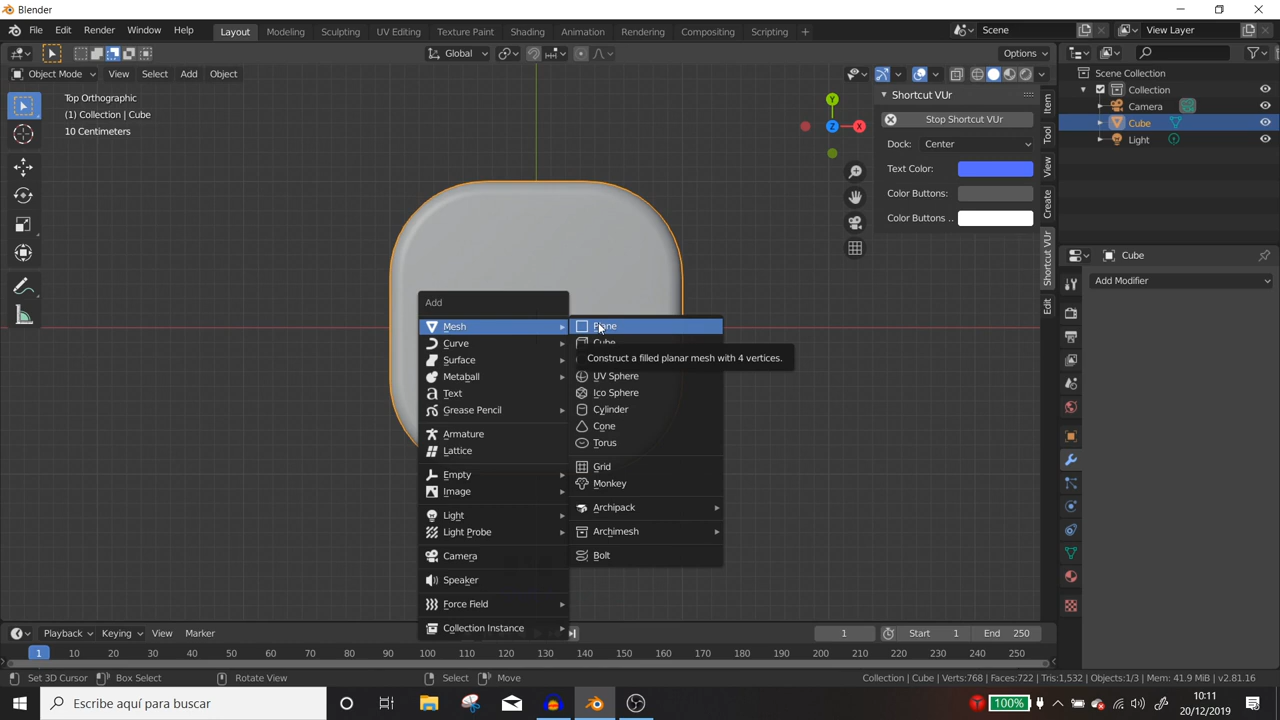 Blender
File Edit Render Window Help Layout Modeling Sculpting UV Editing Texture Paint Shading Animation Rendering Compositing Scripting + Scene View Layer
Global Options
Object Mode View Select Add Object
Top Orthographic
(1) Collection | Cube
10 Centimeters
Y
Z X
Shortcut VUr
Stop Shortcut VUr
Dock: Center
Text Color:
Color Buttons:
Color Buttons ..
Item
Tool
View
Create
Shortcut VUr
Edit
Scene Collection
Collection
Camera
Cube
Light
Cube
Add Modifier
Add
Mesh
Curve
Surface
Metaball
Text
Grease Pencil
Armature
Lattice
Empty
Image
Light
Light Probe
Camera
Speaker
Force Field
Collection Instance
Plane
Cube
Construct a filled planar mesh with 4 vertices.
UV Sphere
Ico Sphere
Cylinder
Cone
Torus
Grid
Monkey
Archipack
Archimesh
Bolt
Playback Keying View Marker 1 Start 1 End 250
1 10 20 30 40 50 60 70 80 90 100 110 120 130 140 150 160 170 180 190 200 210 220 230 240 250
Set 3D Cursor Box Select Rotate View Select Move Collection | Cube | Verts:768 | Faces:722 | Tris:1,532 | Objects:1/3 | Mem: 41.9 MiB | v2.81.16
Escribe aquí para buscar 100% 10:11
20/12/2019